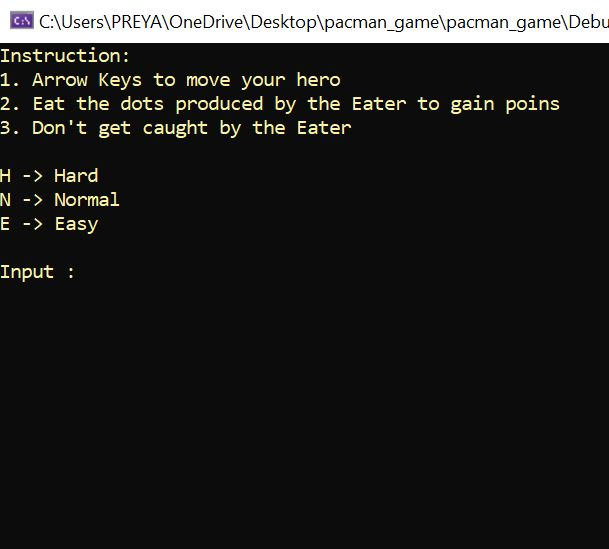 C:\Users\PREYA\OneDrive\Desktop\pacman_game\pacman_game\Debu
Instruction:
1. Arrow Keys to move your hero
2. Eat the dots produced by the Eater to gain poins
3. Don't get caught by the Eater
H -> Hard
N -> Normal
E -> Easy
Input :